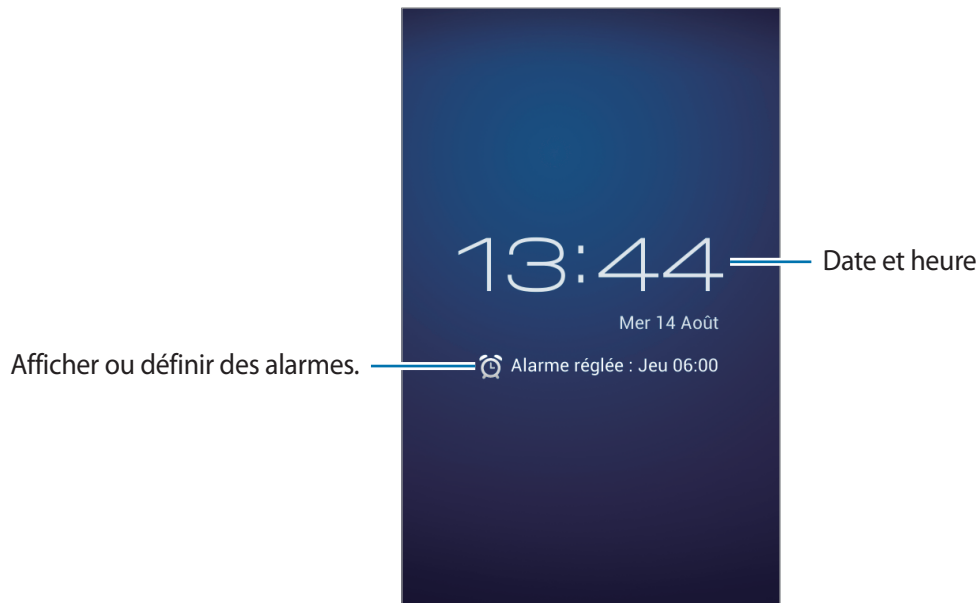 13:44
Date et heure
Mer 14 Août
Afficher ou définir des alarmes.
Alarme réglée : Jeu 06:00